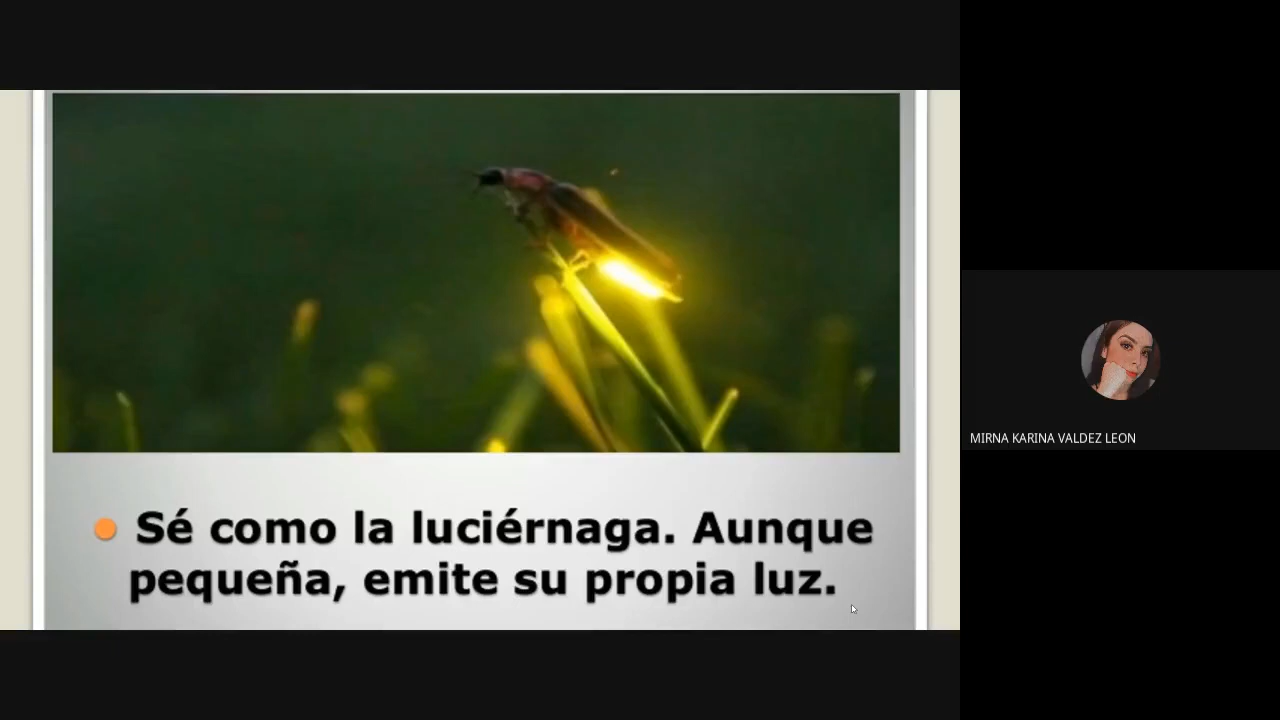 Sé como la luciérnaga. Aunque
pequeña, emite su propia luz.
MIRNA KARINA VALDEZ LEON